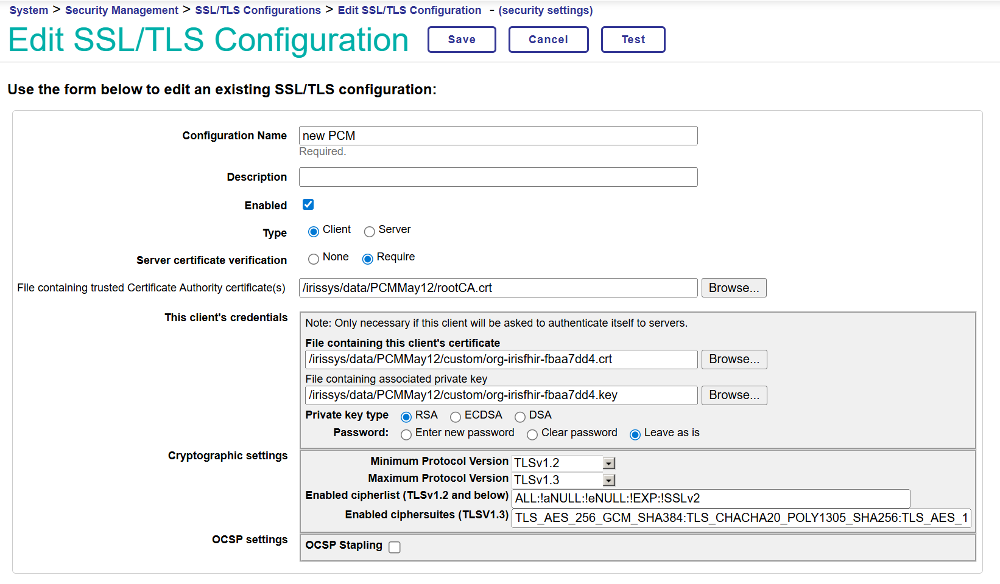 System > Security Management > SSL/TLS Configurations > Edit SSL/TLS Configuration - (security settings)
Edit SSL/TLS Configuration Save Cancel Test
Use the form below to edit an existing SSL/TLS configuration:
Configuration Name new PCM
Required.
Description
Enabled
Type Client Server
Server certificate verification None Require
File containing trusted Certificate Authority certificate(s) /irissys/data/PCMMay12/rootCA.crt Browse...
This client's credentials
Note: Only necessary if this client will be asked to authenticate itself to servers.
File containing this client's certificate
/irissys/data/PCMMay12/custom/org-irisfhir-fbaa7dd4.crt Browse...
File containing associated private key
/irissys/data/PCMMay12/custom/org-irisfhir-fbaa7dd4.key Browse...
Private key type RSA ECDSA DSA
Password: Enter new password Clear password Leave as is
Cryptographic settings
Minimum Protocol Version TLSv1.2
Maximum Protocol Version TLSv1.3
Enabled cipherlist (TLSv1.2 and below) ALL:!aNULL:!eNULL:!EXP:!SSLv2
Enabled ciphersuites (TLSV1.3) TLS_AES_256_GCM_SHA384:TLS_CHACHA20_POLY1305_SHA256:TLS_AES_1
OCSP settings
OCSP Stapling